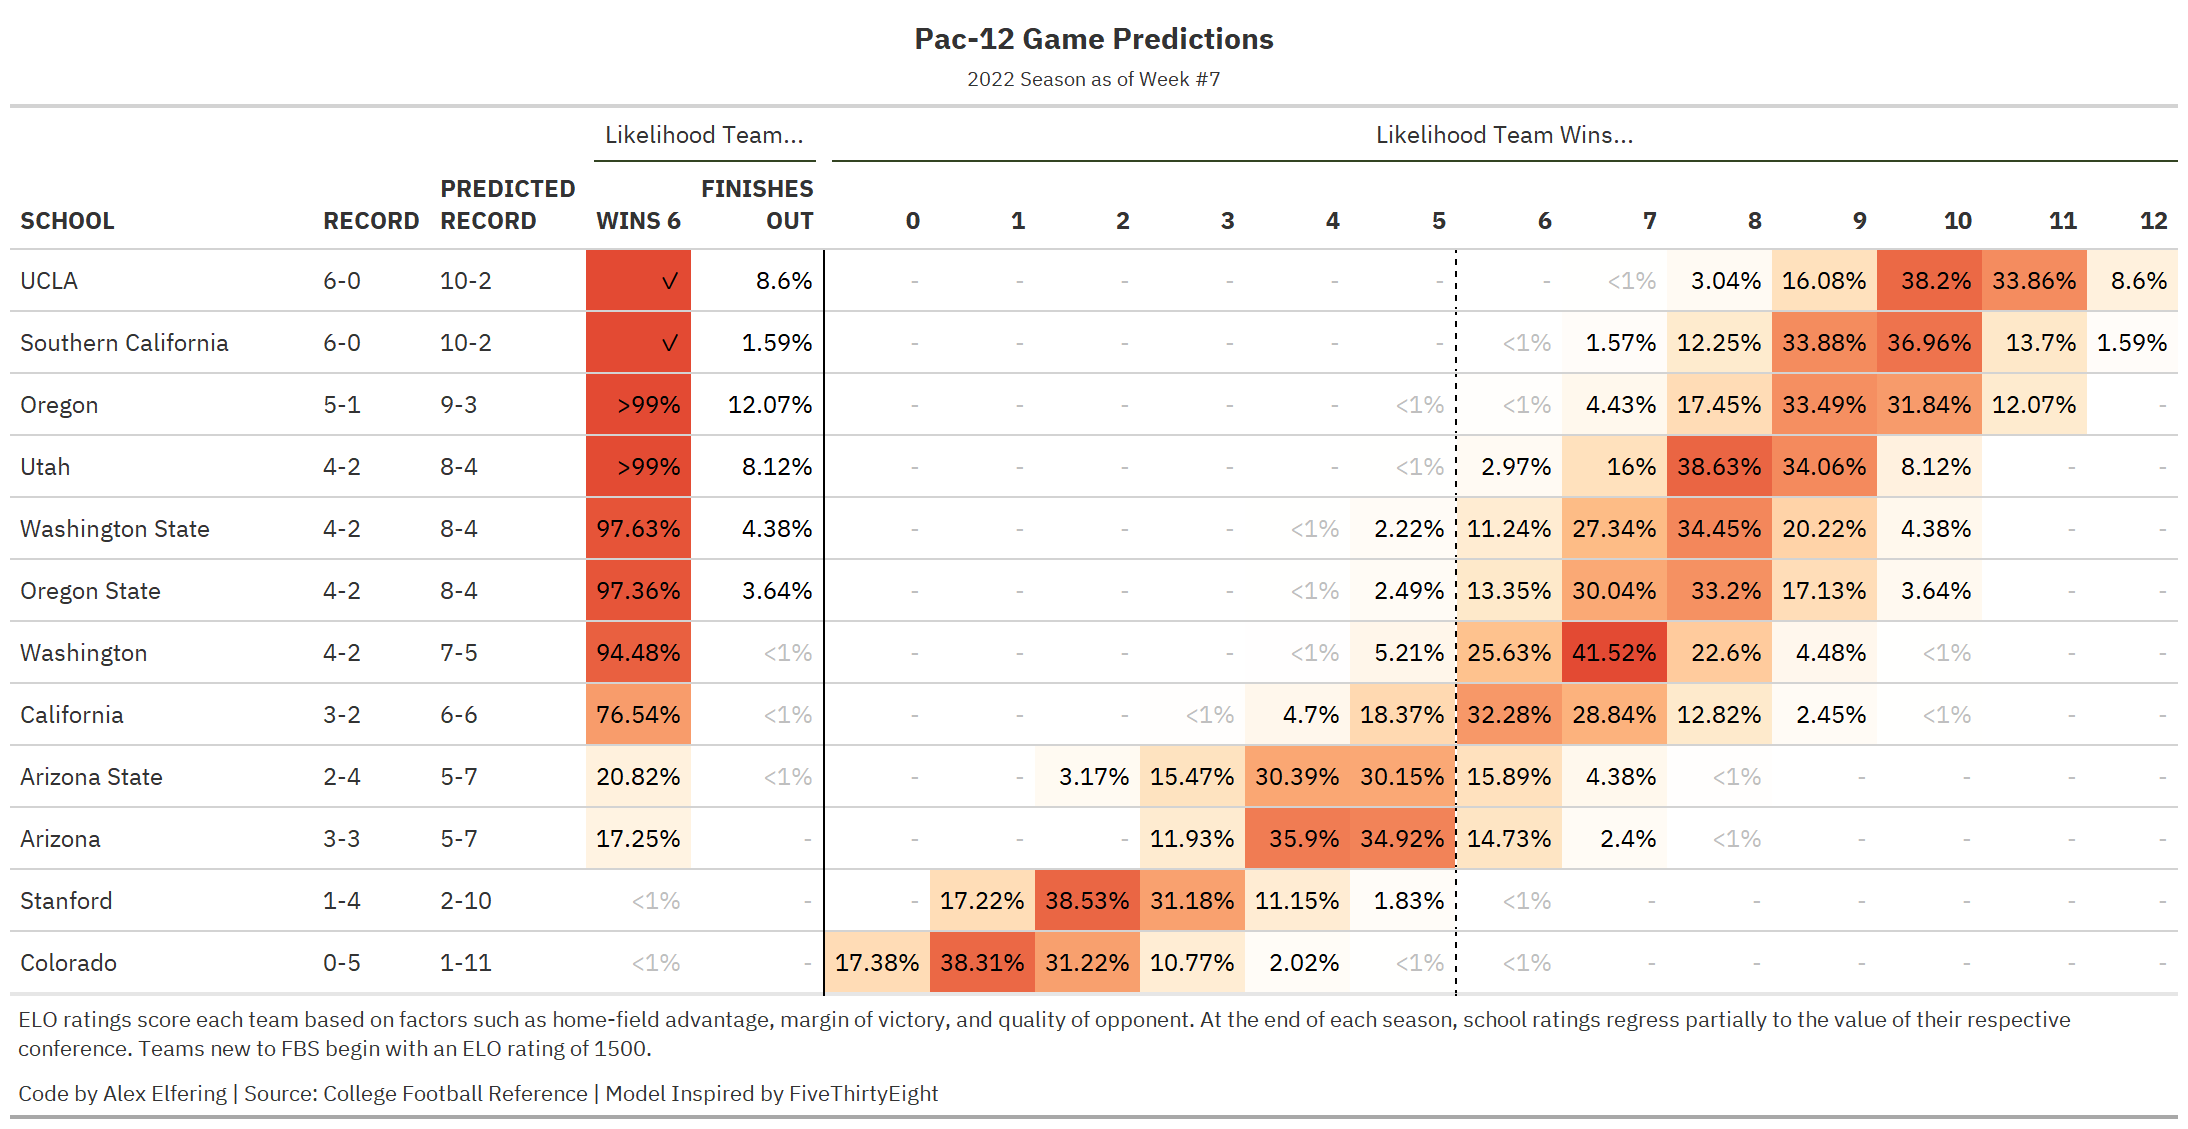 Pac-12 Game Predictions
2022 Season as of Week #7
Likelihood Team... Likelihood Team Wins...
PREDICTED FINISHES
SCHOOL RECORD RECORD WINS 6 OUT 0 1 2 3 4 5 6 7 8 9 10 11 12
UCLA 6-0 10-2 ✓ 8.6% - - - - - - - <1% 3.04% 16.08% 38.2% 33.86% 8.6%
Southern California 6-0 10-2 ✓ 1.59% - - - - - - <1% 1.57% 12.25% 33.88% 36.96% 13.7% 1.59%
Oregon 5-1 9-3 >99% 12.07% - - - - - <1% <1% 4.43% 17.45% 33.49% 31.84% 12.07% -
Utah 4-2 8-4 >99% 8.12% - - - - - <1% 2.97% 16% 38.63% 34.06% 8.12% - -
Washington State 4-2 8-4 97.63% 4.38% - - - - <1% 2.22% 11.24% 27.34% 34.45% 20.22% 4.38% - -
Oregon State 4-2 8-4 97.36% 3.64% - - - - <1% 2.49% 13.35% 30.04% 33.2% 17.13% 3.64% - -
Washington 4-2 7-5 94.48% <1% - - - - <1% 5.21% 25.63% 41.52% 22.6% 4.48% <1% - -
California 3-2 6-6 76.54% <1% - - - <1% 4.7% 18.37% 32.28% 28.84% 12.82% 2.45% <1% - -
Arizona State 2-4 5-7 20.82% <1% - - 3.17% 15.47% 30.39% 30.15% 15.89% 4.38% <1% - - - -
Arizona 3-3 5-7 17.25% - - - - 11.93% 35.9% 34.92% 14.73% 2.4% <1% - - - -
Stanford 1-4 2-10 <1% - - 17.22% 38.53% 31.18% 11.15% 1.83% <1% - - - - - -
Colorado 0-5 1-11 <1% - 17.38% 38.31% 31.22% 10.77% 2.02% <1% <1% - - - - - -
ELO ratings score each team based on factors such as home-field advantage, margin of victory, and quality of opponent. At the end of each season, school ratings regress partially to the value of their respective
conference. Teams new to FBS begin with an ELO rating of 1500.
Code by Alex Elfering | Source: College Football Reference | Model Inspired by FiveThirtyEight